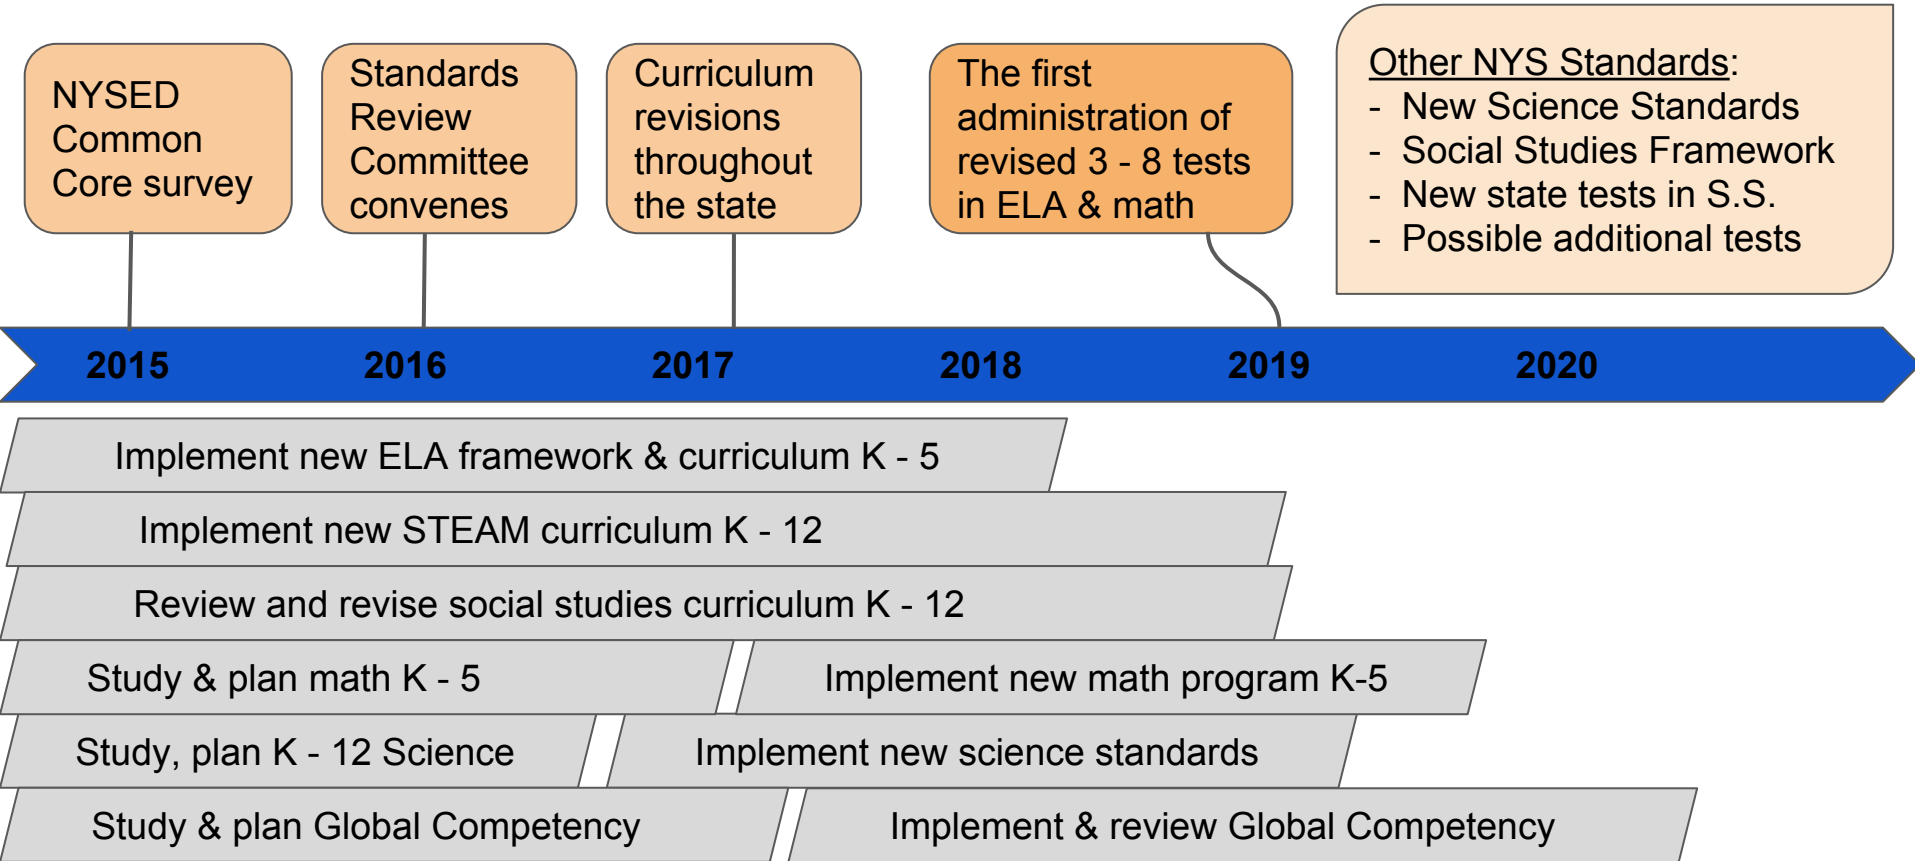 NYSED
Common
Core survey
Standards
Review
Committee
convenes
Curriculum
revisions
throughout
the state
The first
administration of
revised 3 - 8 tests
in ELA & math
Other NYS Standards:
- New Science Standards
- Social Studies Framework
- New state tests in S.S.
- Possible additional tests
2015 2016 2017 2018 2019 2020
Implement new ELA framework & curriculum K - 5
Implement new STEAM curriculum K - 12
Review and revise social studies curriculum K - 12
Study & plan math K - 5
Implement new math program K-5
Study, plan K - 12 Science
Implement new science standards
Study & plan Global Competency
Implement & review Global Competency